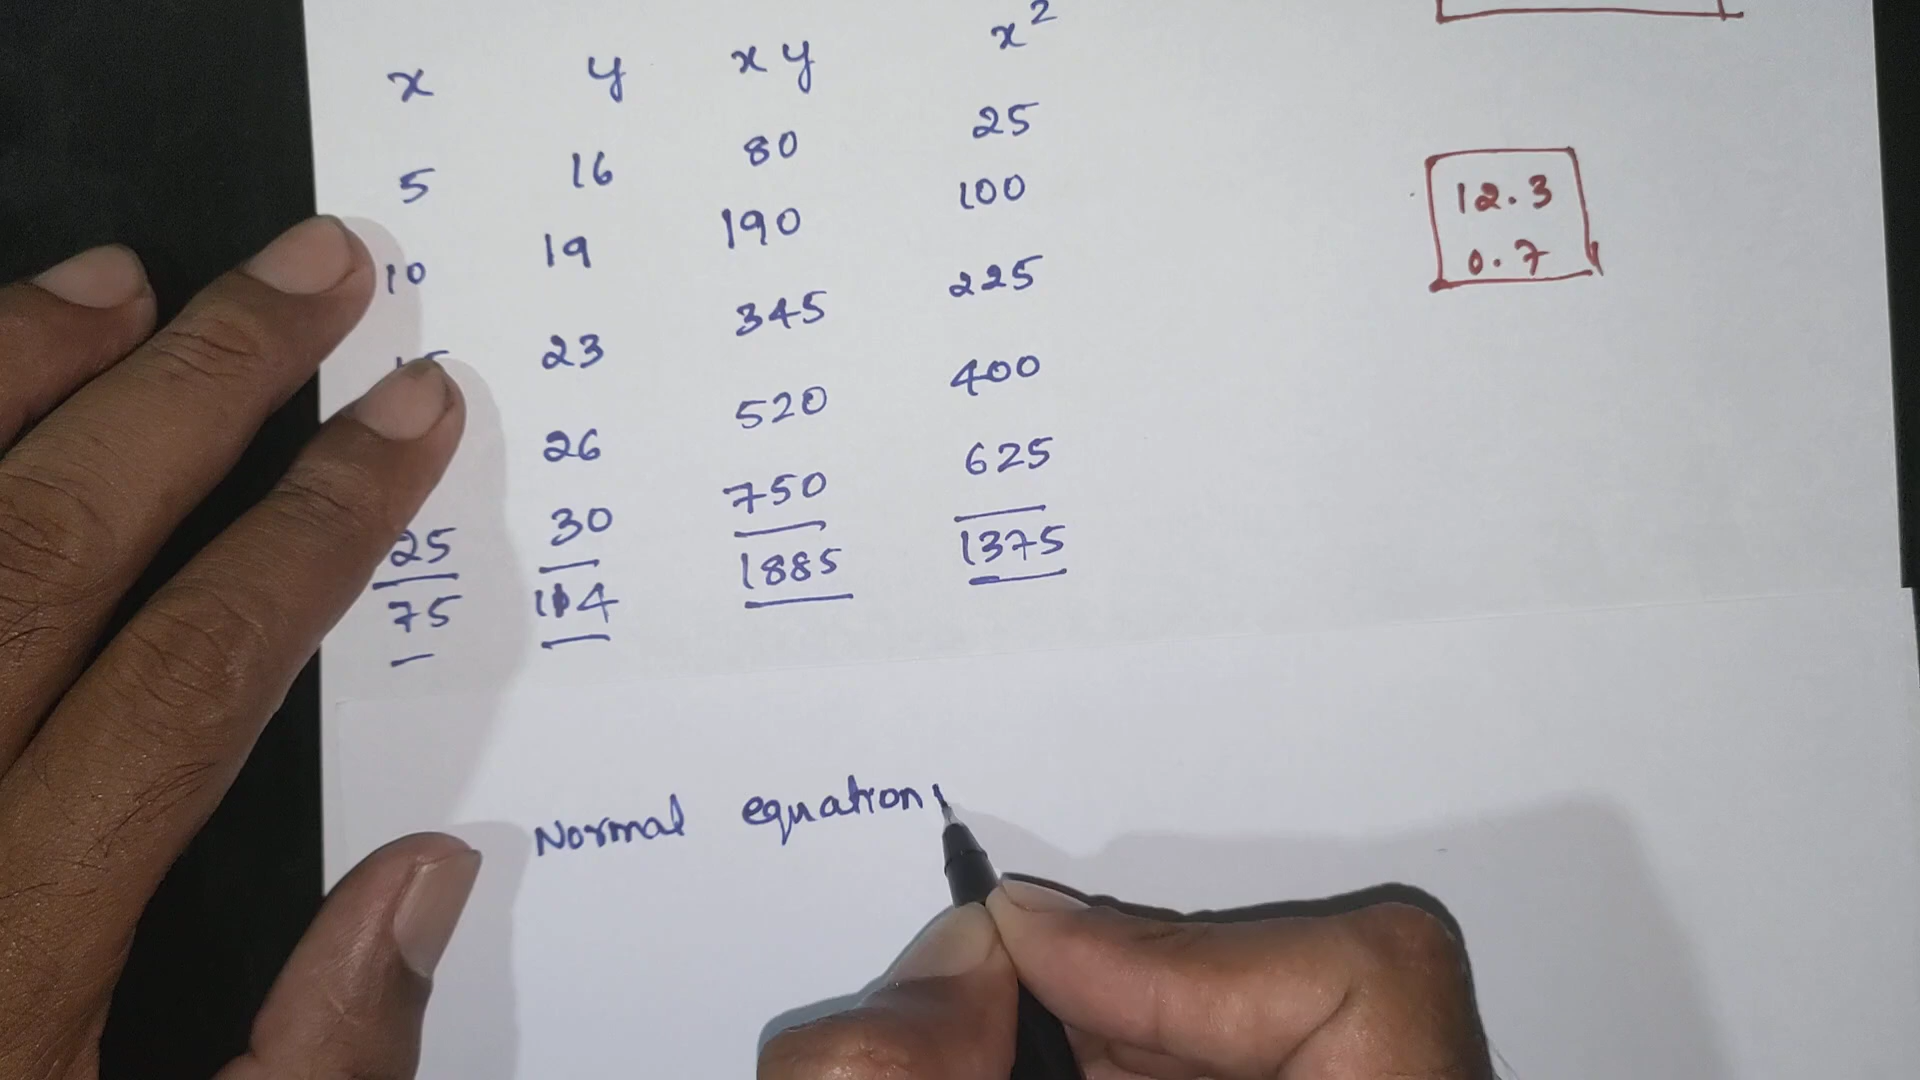 x y xy x²
5 16 80 25
10 19 190 100
23 345 225
26 520 400
25 30 750 625
75 114 1885 1375
12.3
0.7
Normal equation